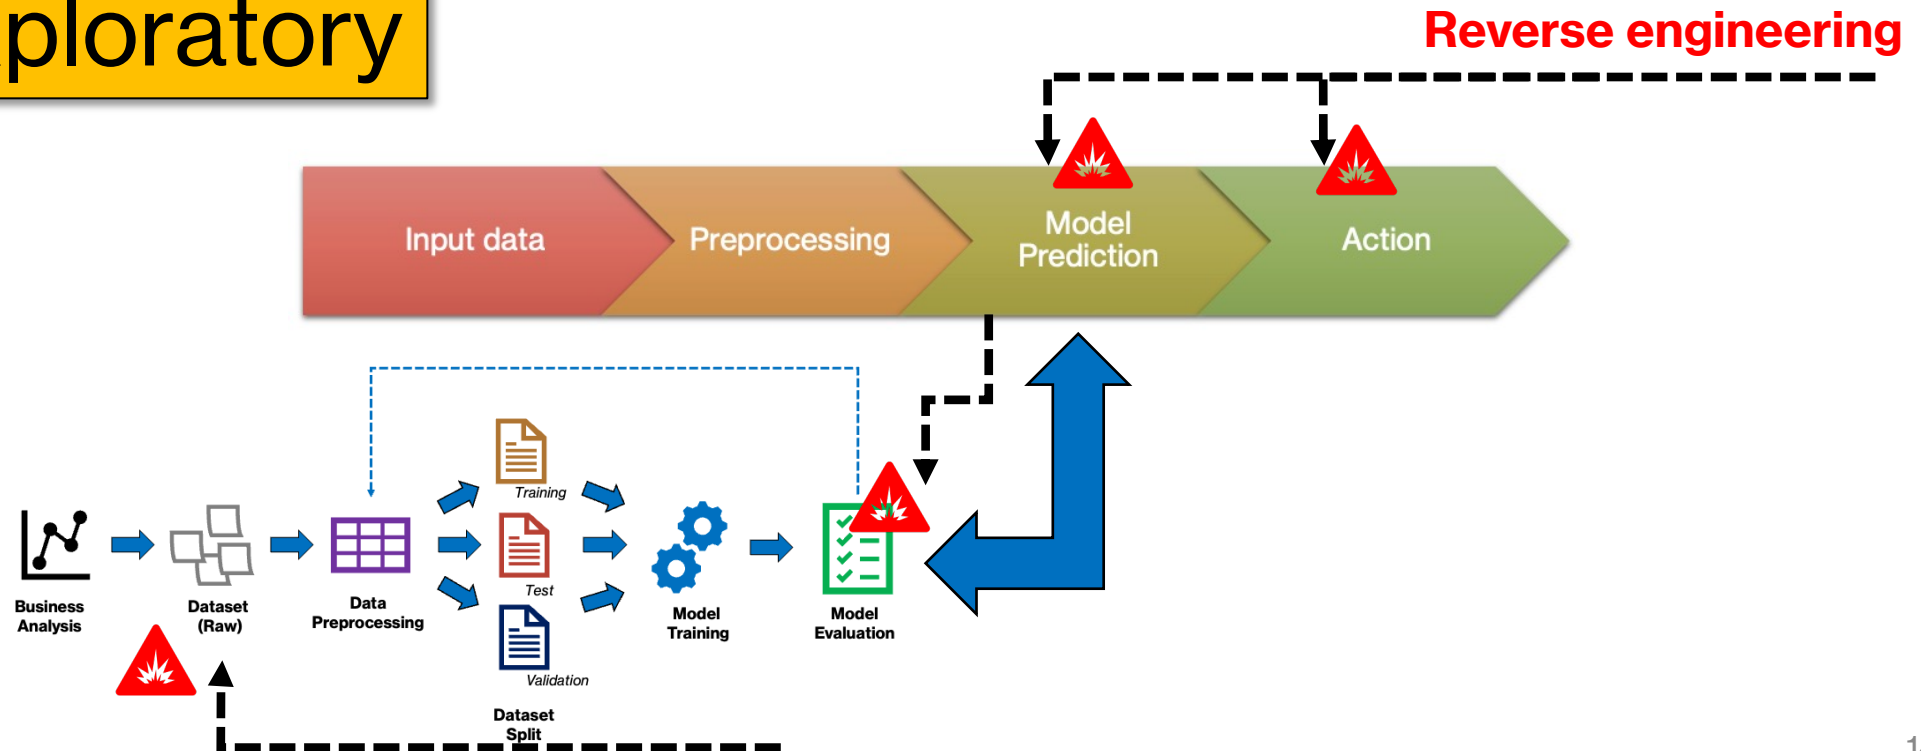 ploratory
Reverse engineering
Input data
Preprocessing
Model
Prediction
Action
Training
Test
Validation
Business
Analysis
Dataset
(Raw)
Data
Preprocessing
Dataset
Split
Model
Training
Model
Evaluation
1